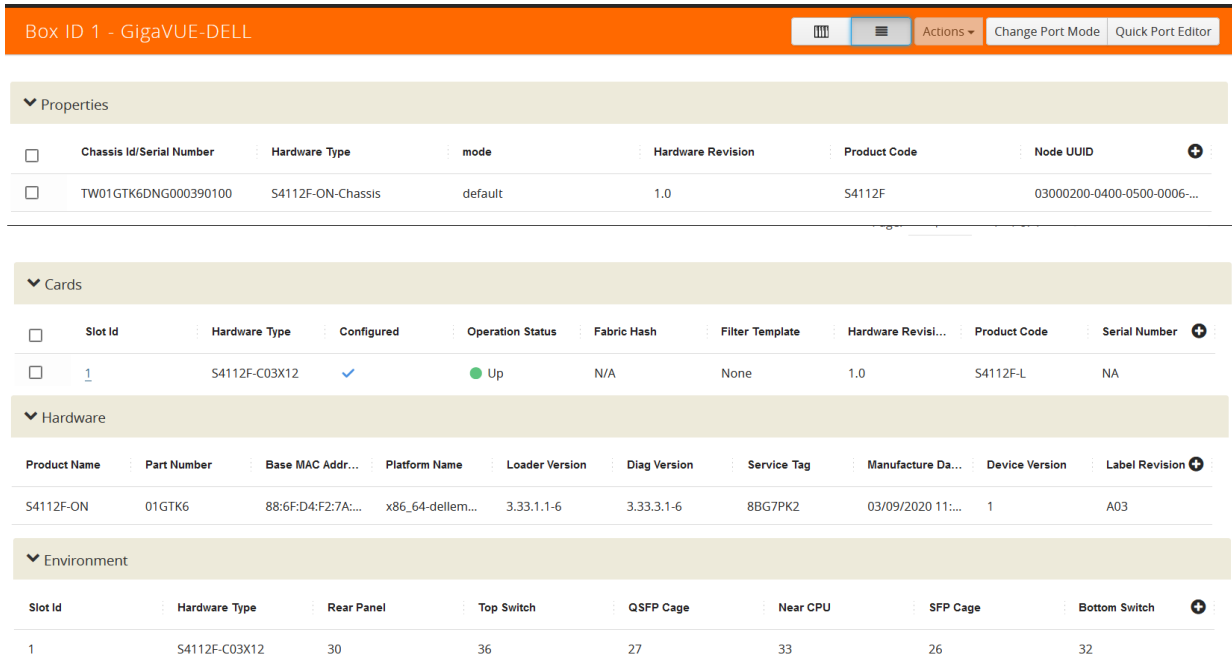 Box ID 1 - GigaVUE-DELL Actions Change Port Mode Quick Port Editor
Properties
Chassis Id/Serial Number Hardware Type mode Hardware Revision Product Code Node UUID
TW01GTK6DNG000390100 S4112F-ON-Chassis default 1.0 S4112F 03000200-0400-0500-0006-...
Cards
Slot Id Hardware Type Configured Operation Status Fabric Hash Filter Template Hardware Revisi... Product Code Serial Number
1 S4112F-C03X12 Up N/A None 1.0 S4112F-L NA
Hardware
Product Name Part Number Base MAC Addr... Platform Name Loader Version Diag Version Service Tag Manufacture Da... Device Version Label Revision
S4112F-ON 01GTK6 88:6F:D4:F2:7A:... x86_64-dellem... 3.33.1.1-6 3.33.3.1-6 8BG7PK2 03/09/2020 11:... 1 A03
Environment
Slot Id Hardware Type Rear Panel Top Switch QSFP Cage Near CPU SFP Cage Bottom Switch
1 S4112F-C03X12 30 36 27 33 26 32